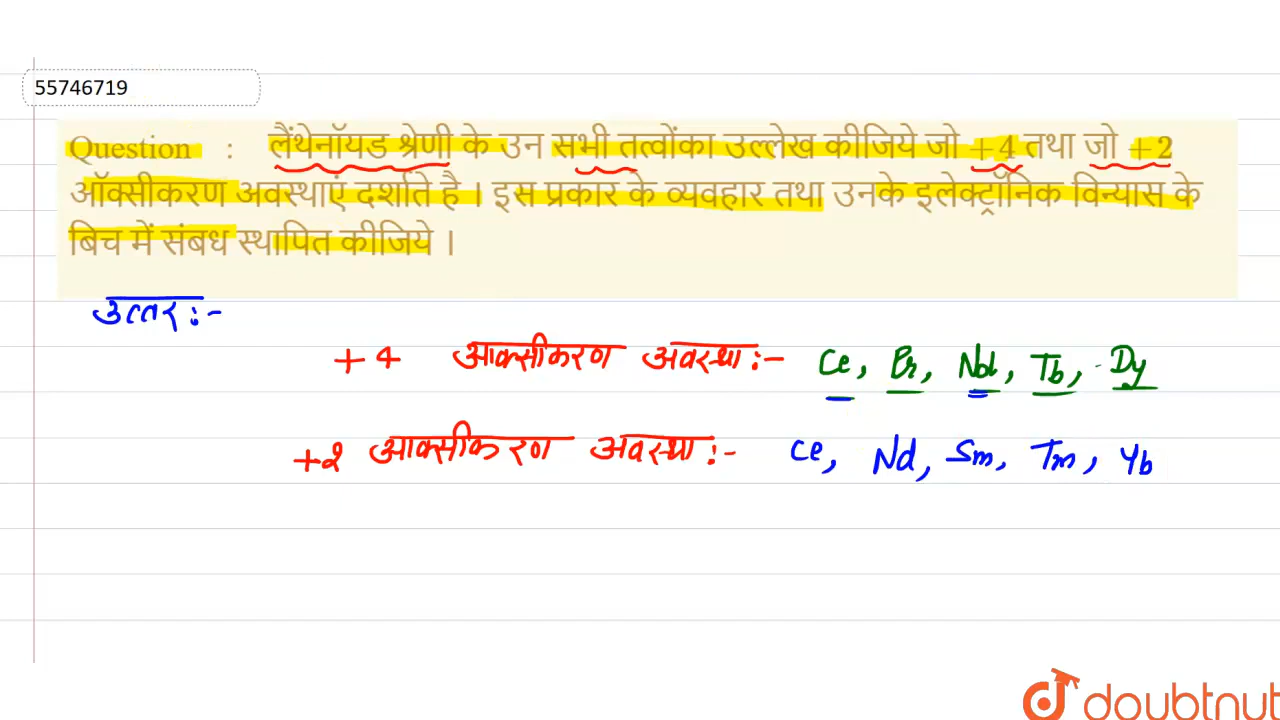 55746719
Question : लैंथेनॉयड श्रेणी के उन सभी तत्वोंका उल्लेख कीजिये जो +4 तथा जो +2
ऑक्सीकरण अवस्थाएं दर्शाते है । इस प्रकार के व्यवहार तथा उनके इलेक्ट्रॉनिक विन्यास के
बिच में संबध स्थापित कीजिये ।
उत्तर:-
+4 आक्सीकरण अवस्था:- Ce, Pr, Nd, Tb, Dy
+2 आक्सीकरण अवस्था:- Ce, Nd, Sm, Tm, Yb
doubtnut